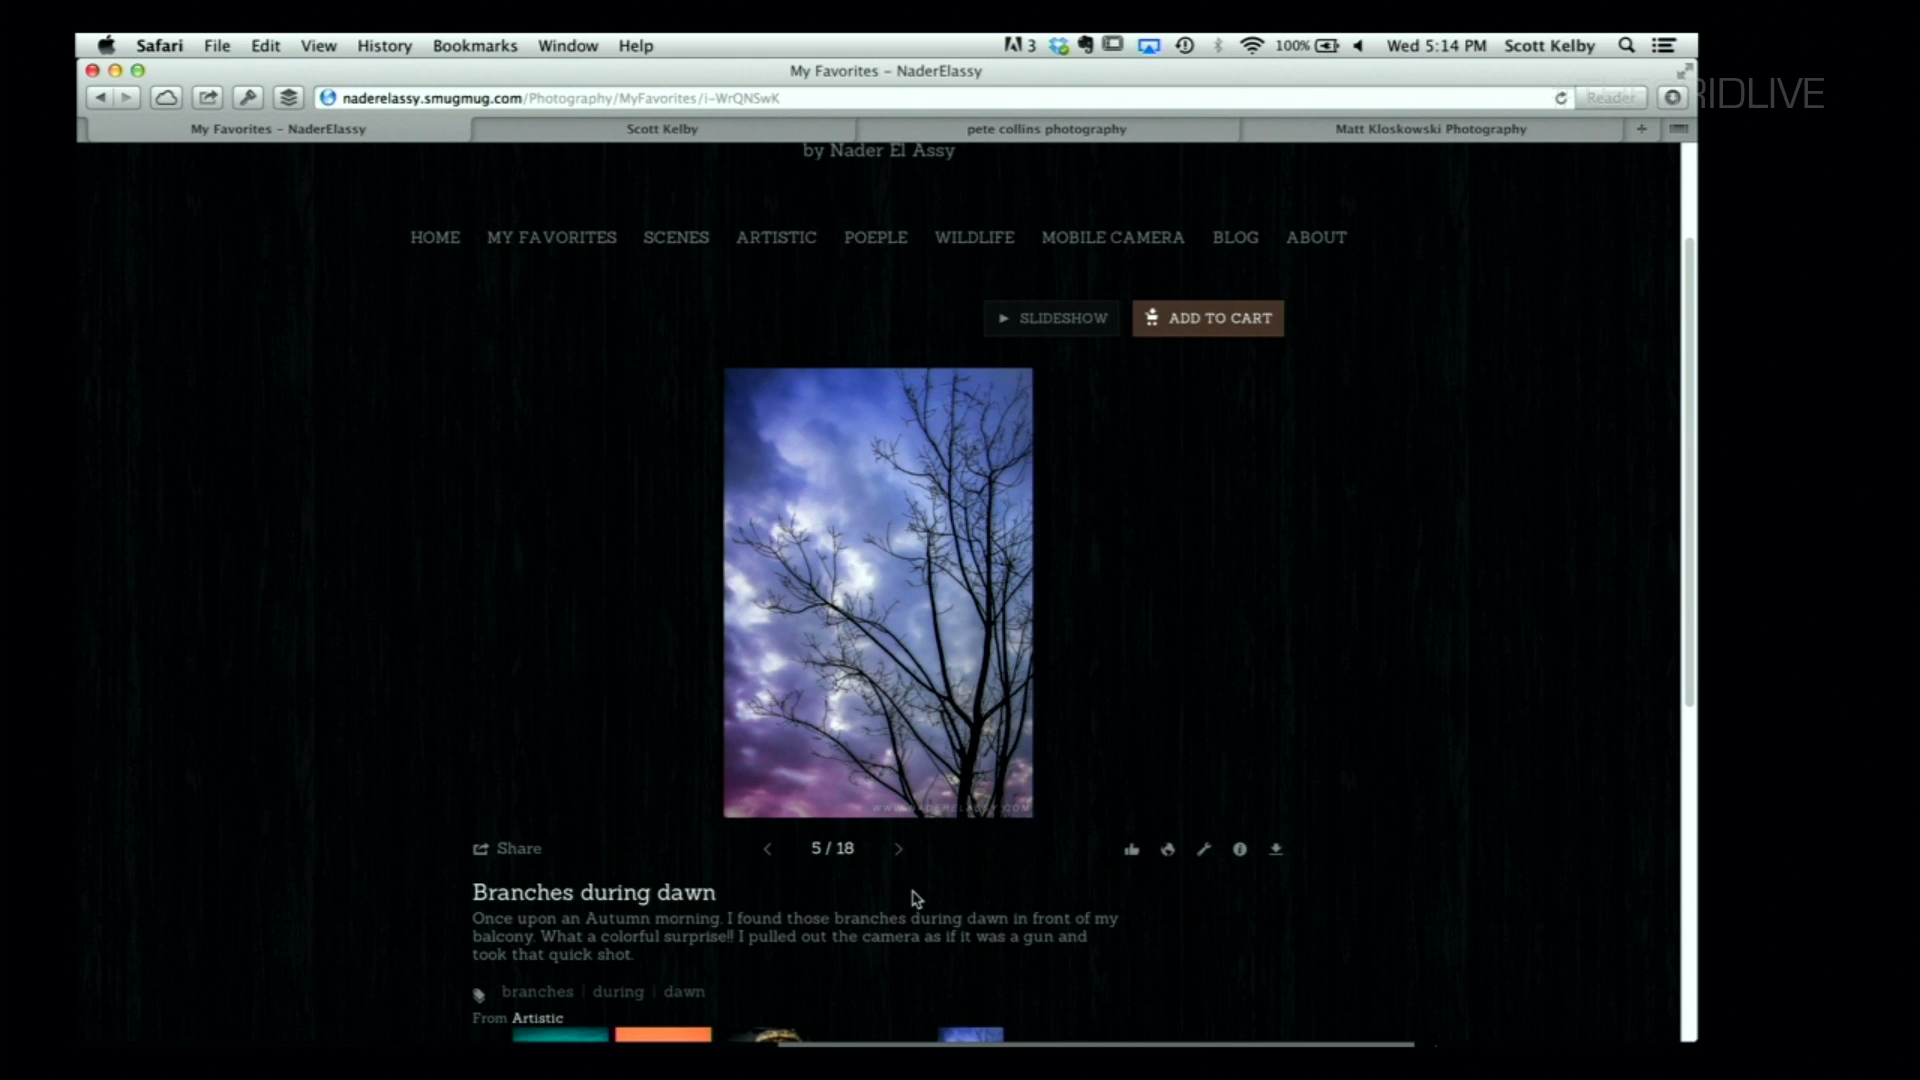 Safari File Edit View History Bookmarks Window Help 3 100% Wed 5:14 PM Scott Kelby
My Favorites – NaderElassy
naderelassy.smugmug.com/Photography/MyFavorites/i-WrQNSwK Reader
RIDLIVE
My Favorites – NaderElassy Scott Kelby pete collins photography Matt Kloskowski Photography +
by Nader El Assy
HOME MY FAVORITES SCENES ARTISTIC POEPLE WILDLIFE MOBILE CAMERA BLOG ABOUT
SLIDESHOW ADD TO CART
WWW.NADERELASSY.COM
Share < 5 / 18 >
Branches during dawn
Once upon an Autumn morning. I found those branches during dawn in front of my
balcony. What a colorful surprise!! I pulled out the camera as if it was a gun and
took that quick shot.
branches | during | dawn
From Artistic